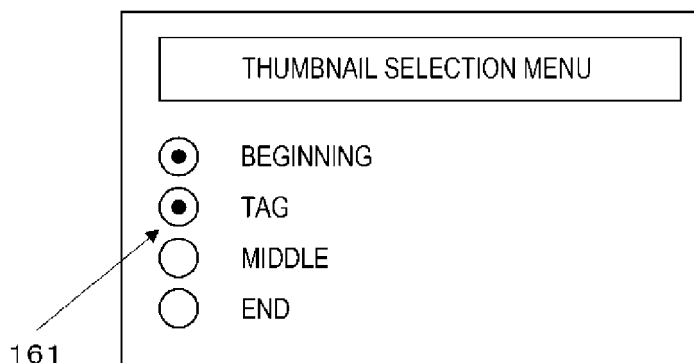 THUMBNAIL SELECTION MENU
BEGINNING
TAG
MIDDLE
END
161